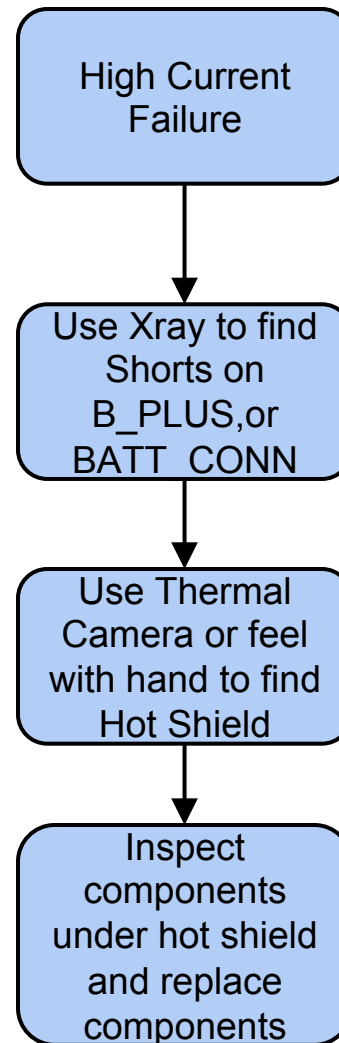 High Current
Failure
Use Xray to find
Shorts on
B_PLUS,or
BATT_CONN
Use Thermal
Camera or feel
with hand to find
Hot Shield
Inspect
components
under hot shield
and replace
components